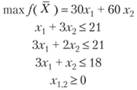 max f(X̄) = 30x₁ + 60x₂
x₁ + 3x₂ ≤ 21
3x₁ + 2x₂ ≤ 21
3x₁ + x₂ ≤ 18
x₁,₂ ≥ 0